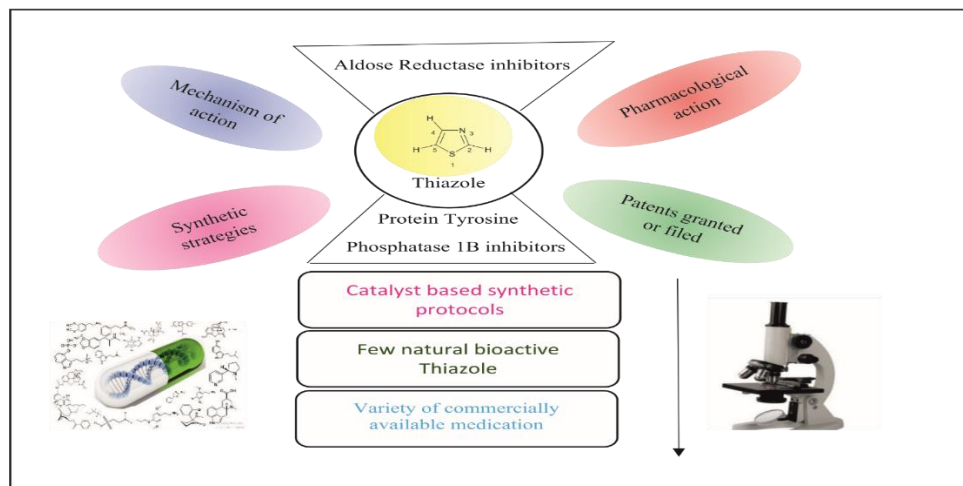 Aldose Reductase inhibitors
Mechanism of
action
Pharmacological
action
H
N
4
3
H
5
2
H
S
1
Thiazole
Synthetic
strategies
Protein Tyrosine
Phosphatase 1B inhibitors
Patents granted
or filed
Catalyst based synthetic
protocols
Few natural bioactive
Thiazole
Variety of commercially
available medication